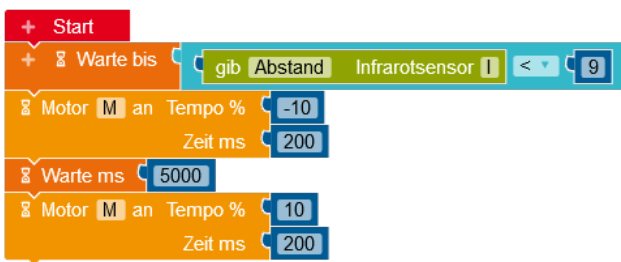 + Start
+ Warte bis gib Abstand Infrarotsensor I < 9
Motor M an Tempo % -10
Zeit ms 200
Warte ms 5000
Motor M an Tempo % 10
Zeit ms 200